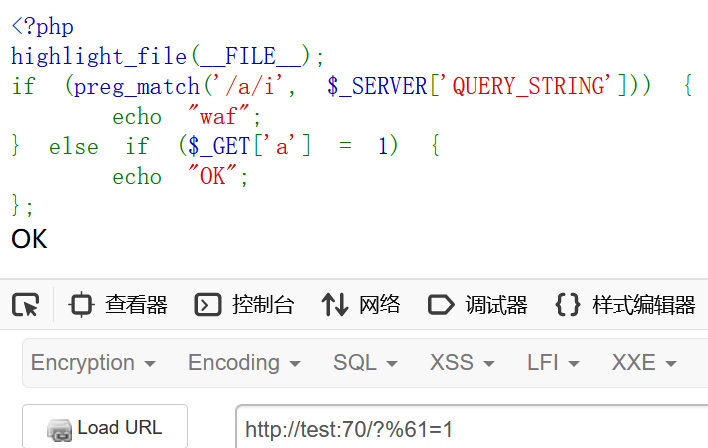 <?php
highlight_file(__FILE__);
if (preg_match('/a/i', $_SERVER['QUERY_STRING'])) {
echo "waf";
} else if ($_GET['a'] = 1) {
echo "OK";
};
OK
查看器 控制台 网络 调试器 样式编辑器
Encryption Encoding SQL XSS LFI XXE
Load URL http://test:70/?%61=1